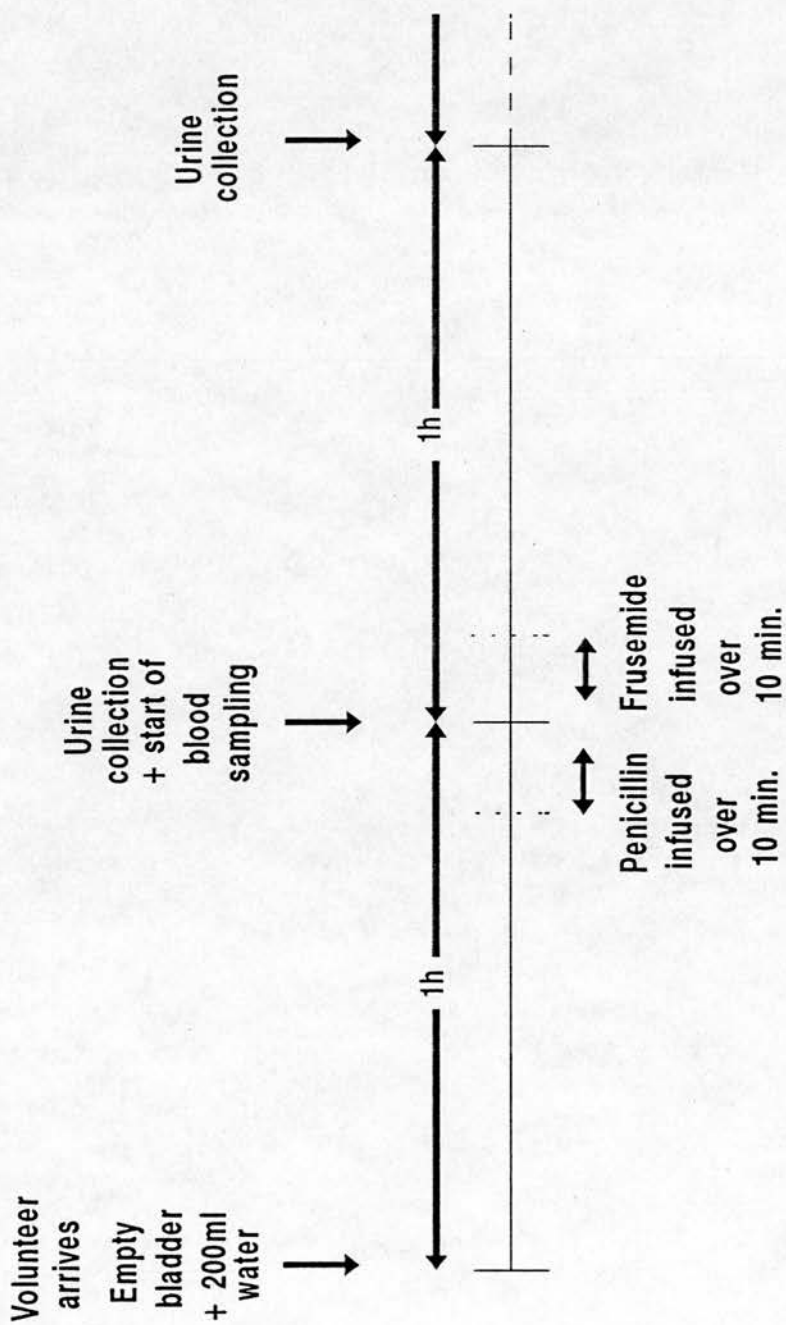 Volunteer
arrives
Empty
bladder
+ 200ml
water
Urine
collection
+ start of
blood
sampling
Urine
collection
1h
1h
Penicillin
infused
over
10 min.
Frusemide
infused
over
10 min.